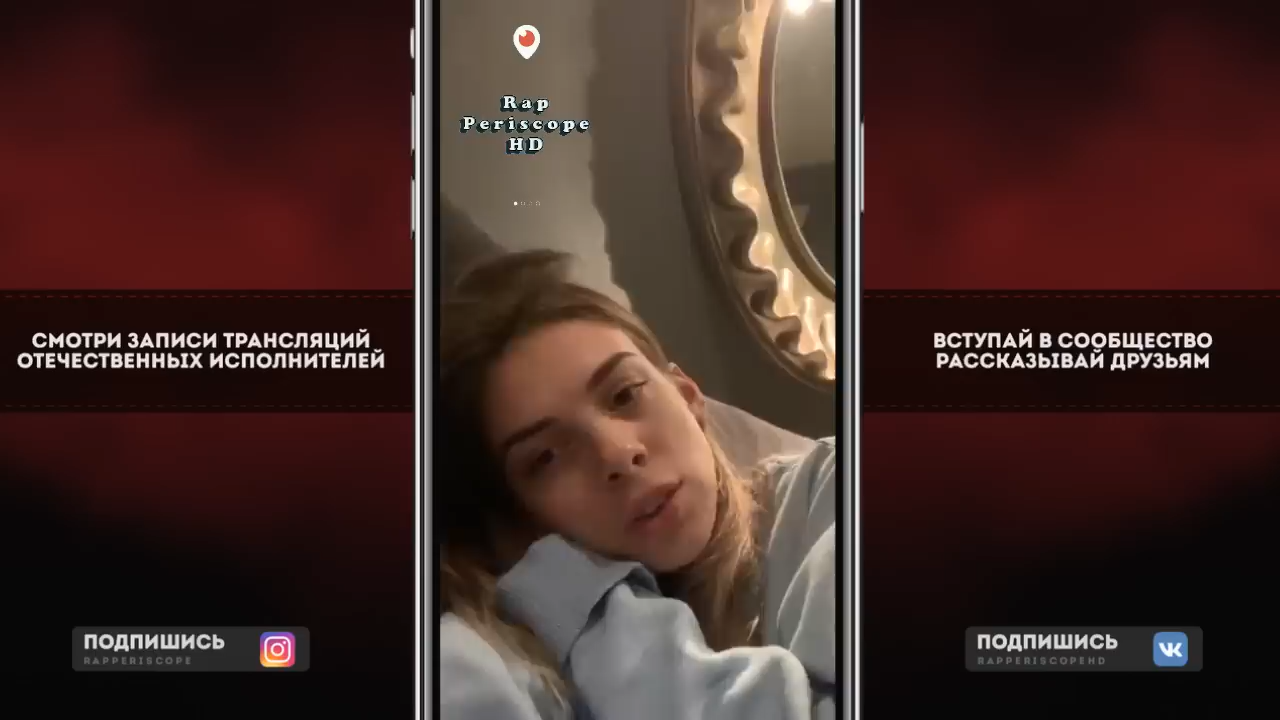 Rap
Periscope
HD
СМОТРИ ЗАПИСИ ТРАНСЛЯЦИЙ
ОТЕЧЕСТВЕННЫХ ИСПОЛНИТЕЛЕЙ
ВСТУПАЙ В СООБЩЕСТВО
РАССКАЗЫВАЙ ДРУЗЬЯМ
ПОДПИШИСЬ
RAPPERISCOPE
ПОДПИШИСЬ
RAPPERISCOPEHD